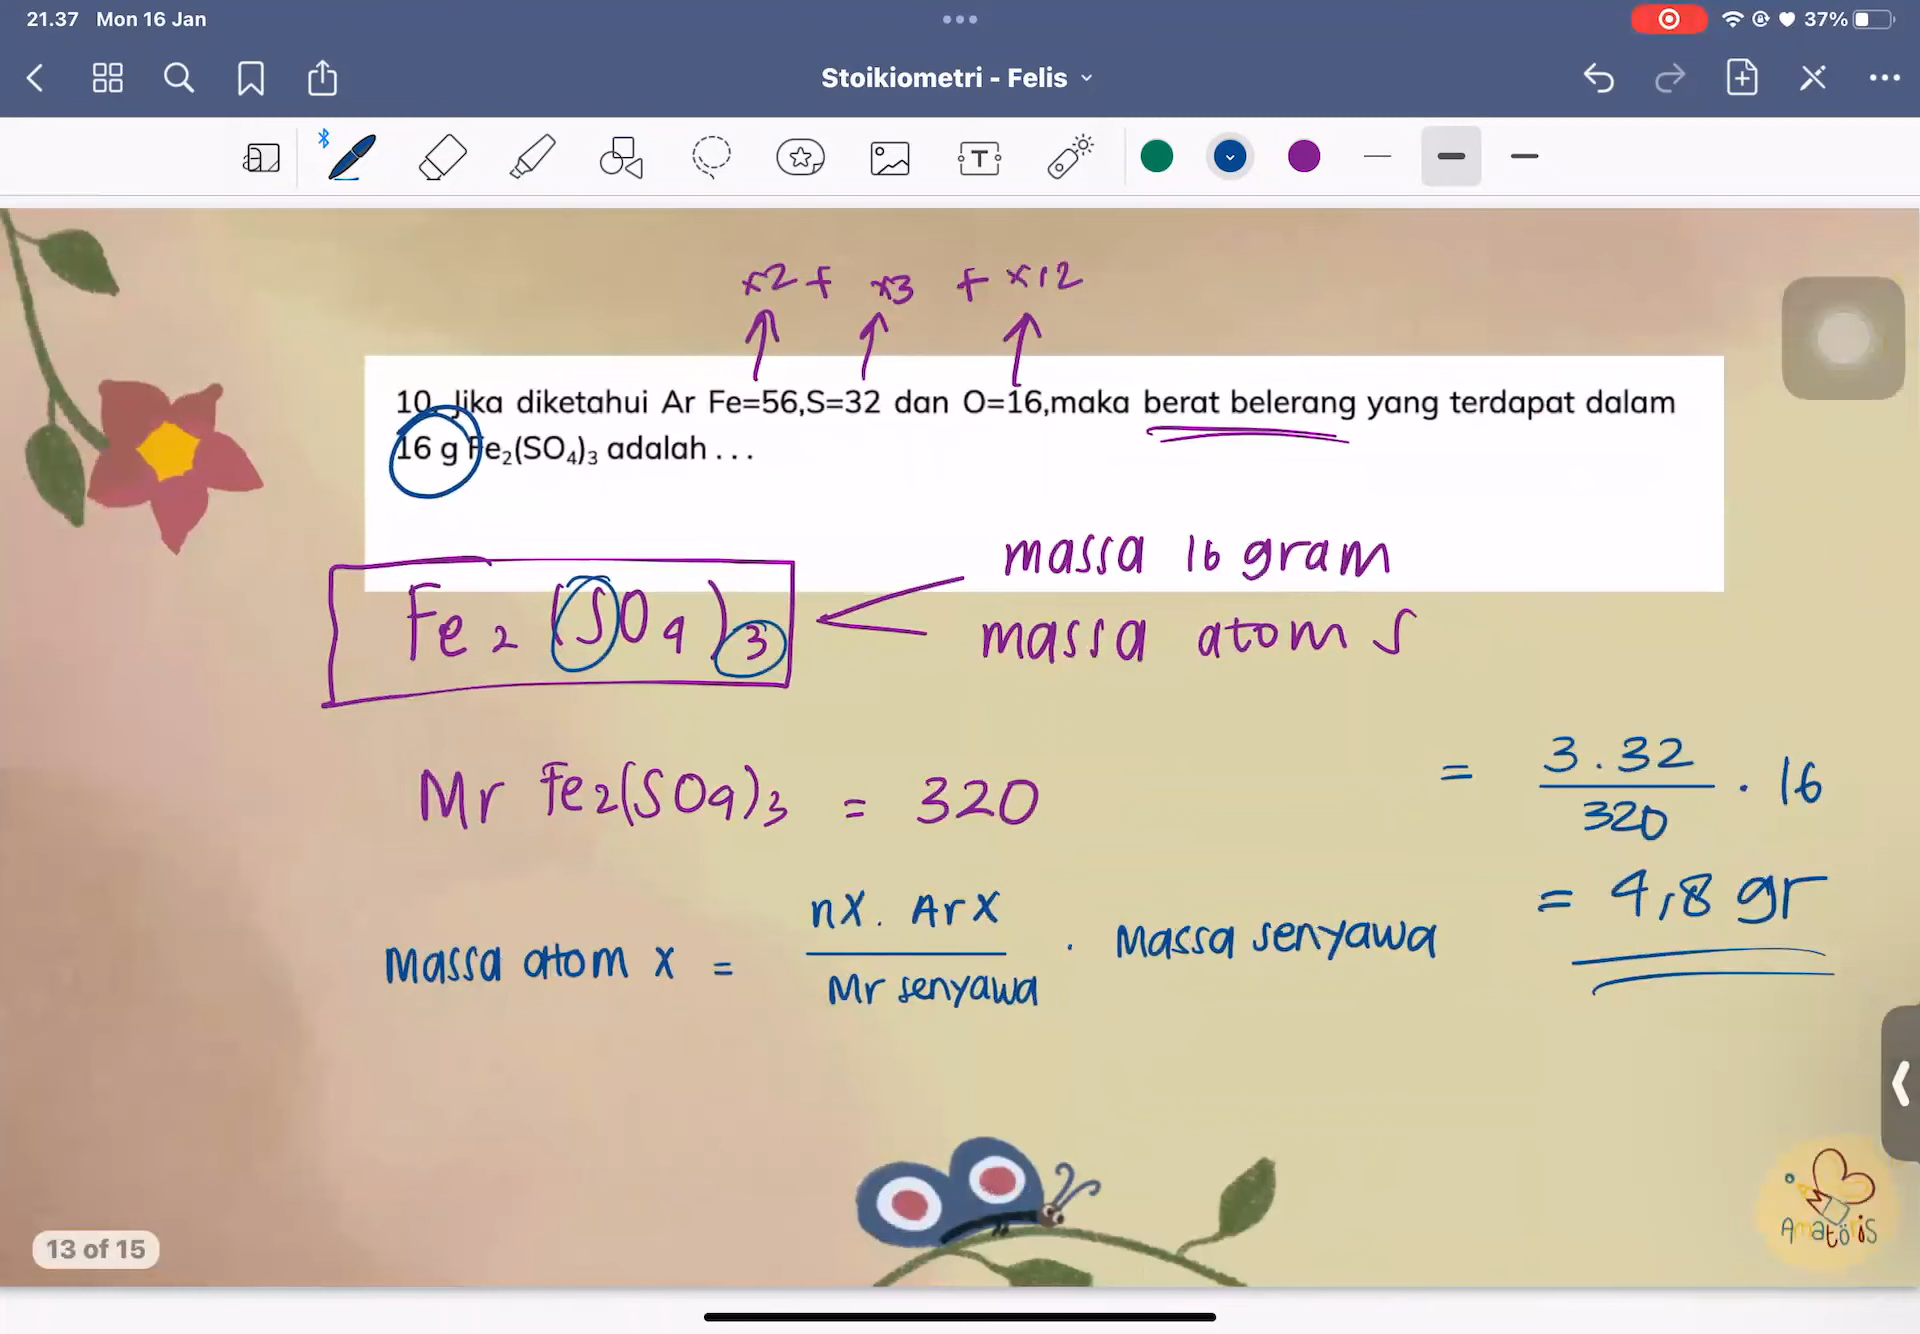 21.37 Mon 16 Jan
37%
Stoikiometri - Felis
x2 + x3 + x12
10. Jika diketahui Ar Fe=56,S=32 dan O=16,maka berat belerang yang terdapat dalam
16 g Fe₂(SO₄)₃ adalah . . .
massa 16 gram
Fe₂(SO₄)₃
massa atom S
Mr Fe₂(SO₄)₃ = 320
= 3.32/320 . 16
= 4,8 gr
Massa atom x = nX. ArX/Mr senyawa . Massa senyawa
13 of 15
Amatöris